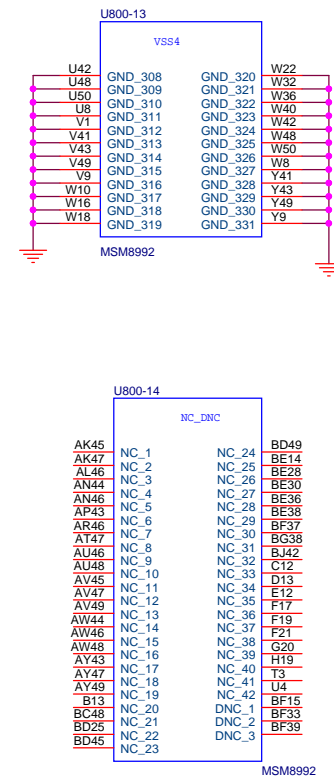 U800-13
VSS4
U42 GND_308 GND_320 W22
U48 GND_309 GND_321 W32
U50 GND_310 GND_322 W36
U8 GND_311 GND_323 W40
V1 GND_312 GND_324 W42
V41 GND_313 GND_325 W48
V43 GND_314 GND_326 W50
V49 GND_315 GND_327 W8
V9 GND_316 GND_328 Y41
W10 GND_317 GND_329 Y43
W16 GND_318 GND_330 Y49
W18 GND_319 GND_331 Y9
MSM8992
U800-14
NC_DNC
AK45 NC_1 NC_24 BD49
AK47 NC_2 NC_25 BE14
AL46 NC_3 NC_26 BE28
AN44 NC_4 NC_27 BE30
AN46 NC_5 NC_28 BE36
AP43 NC_6 NC_29 BE38
AR46 NC_7 NC_30 BF37
AT47 NC_8 NC_31 BG38
AU46 NC_9 NC_32 BJ42
AU48 NC_10 NC_33 C12
AV45 NC_11 NC_34 D13
AV47 NC_12 NC_35 E12
AV49 NC_13 NC_36 F17
AW44 NC_14 NC_37 F19
AW46 NC_15 NC_38 F21
AW48 NC_16 NC_39 G20
AY43 NC_17 NC_40 H19
AY47 NC_18 NC_41 T3
AY49 NC_19 NC_42 U4
B13 NC_20 DNC_1 BF15
BC48 NC_21 DNC_2 BF33
BD25 NC_22 DNC_3 BF39
BD45 NC_23
MSM8992